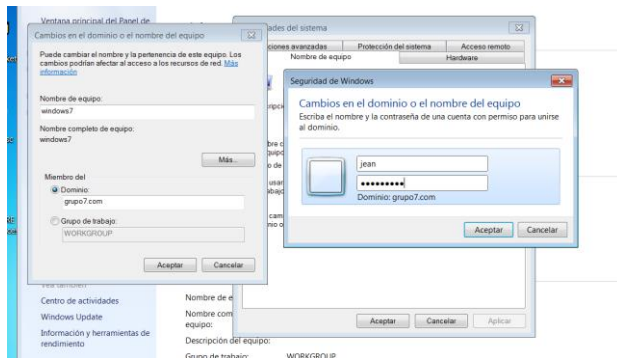 Ventana principal del Panel de
Cambios en el dominio o el nombre del equipo
Puede cambiar el nombre y la pertenencia de este equipo. Los
cambios podrían afectar al acceso a los recursos de red. Más
información
Nombre de equipo:
windows7
Nombre completo de equipo:
windows7
Más...
Miembro del
Dominio:
grupo7.com
Grupo de trabajo:
WORKGROUP
Aceptar
Cancelar
ades del sistema
ciones avanzadas
Protección del sistema
Acceso remoto
Nombre de equipo
Hardware
Seguridad de Windows
Cambios en el dominio o el nombre del equipo
Escriba el nombre y la contraseña de una cuenta con permiso para unirse
al dominio.
jean
•••••••••
Dominio: grupo7.com
Aceptar
Cancelar
Aceptar
Cancelar
Aplicar
Vea también
Centro de actividades
Windows Update
Información y herramientas de
rendimiento
Nombre de e
Nombre com
equipo:
Descripción del equipo:
Grupo de trabajo:
WORKGROUP